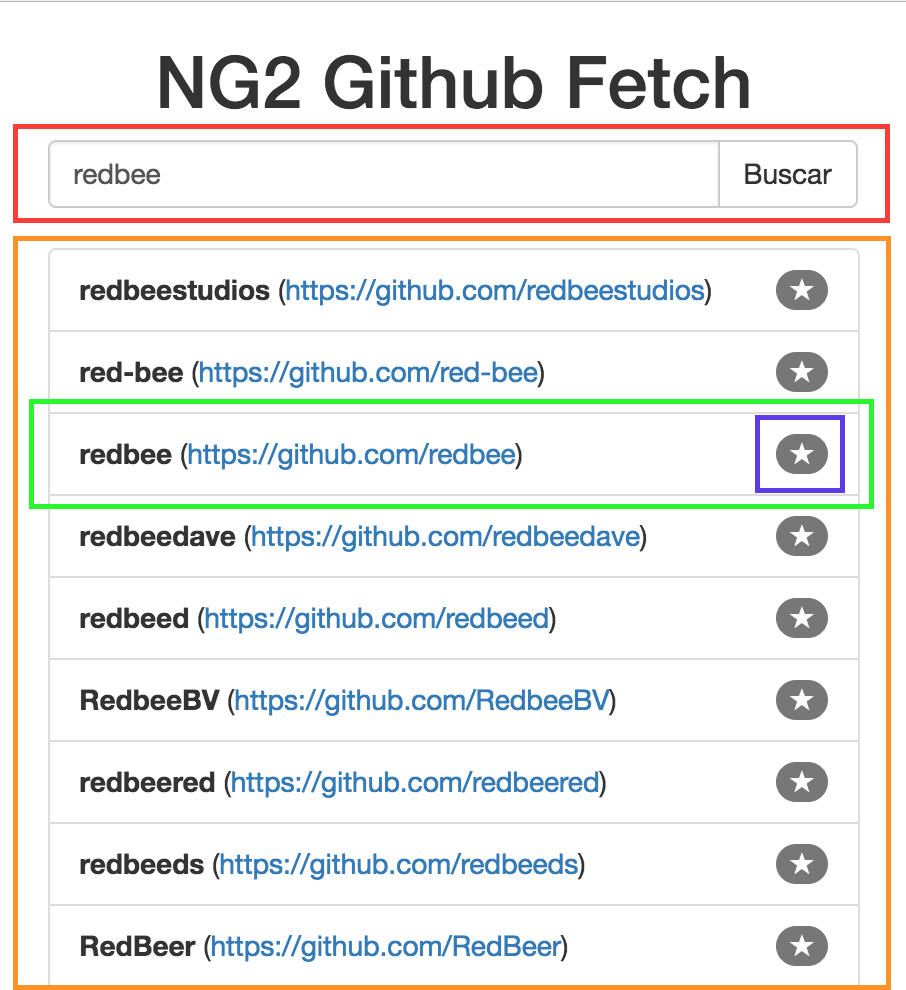 NG2 Github Fetch
redbee Buscar
redbeestudios (https://github.com/redbeestudios)
red-bee (https://github.com/red-bee)
redbee (https://github.com/redbee)
redbeedave (https://github.com/redbeedave)
redbeed (https://github.com/redbeed)
RedbeeBV (https://github.com/RedbeeBV)
redbeered (https://github.com/redbeered)
redbeeds (https://github.com/redbeeds)
RedBeer (https://github.com/RedBeer)